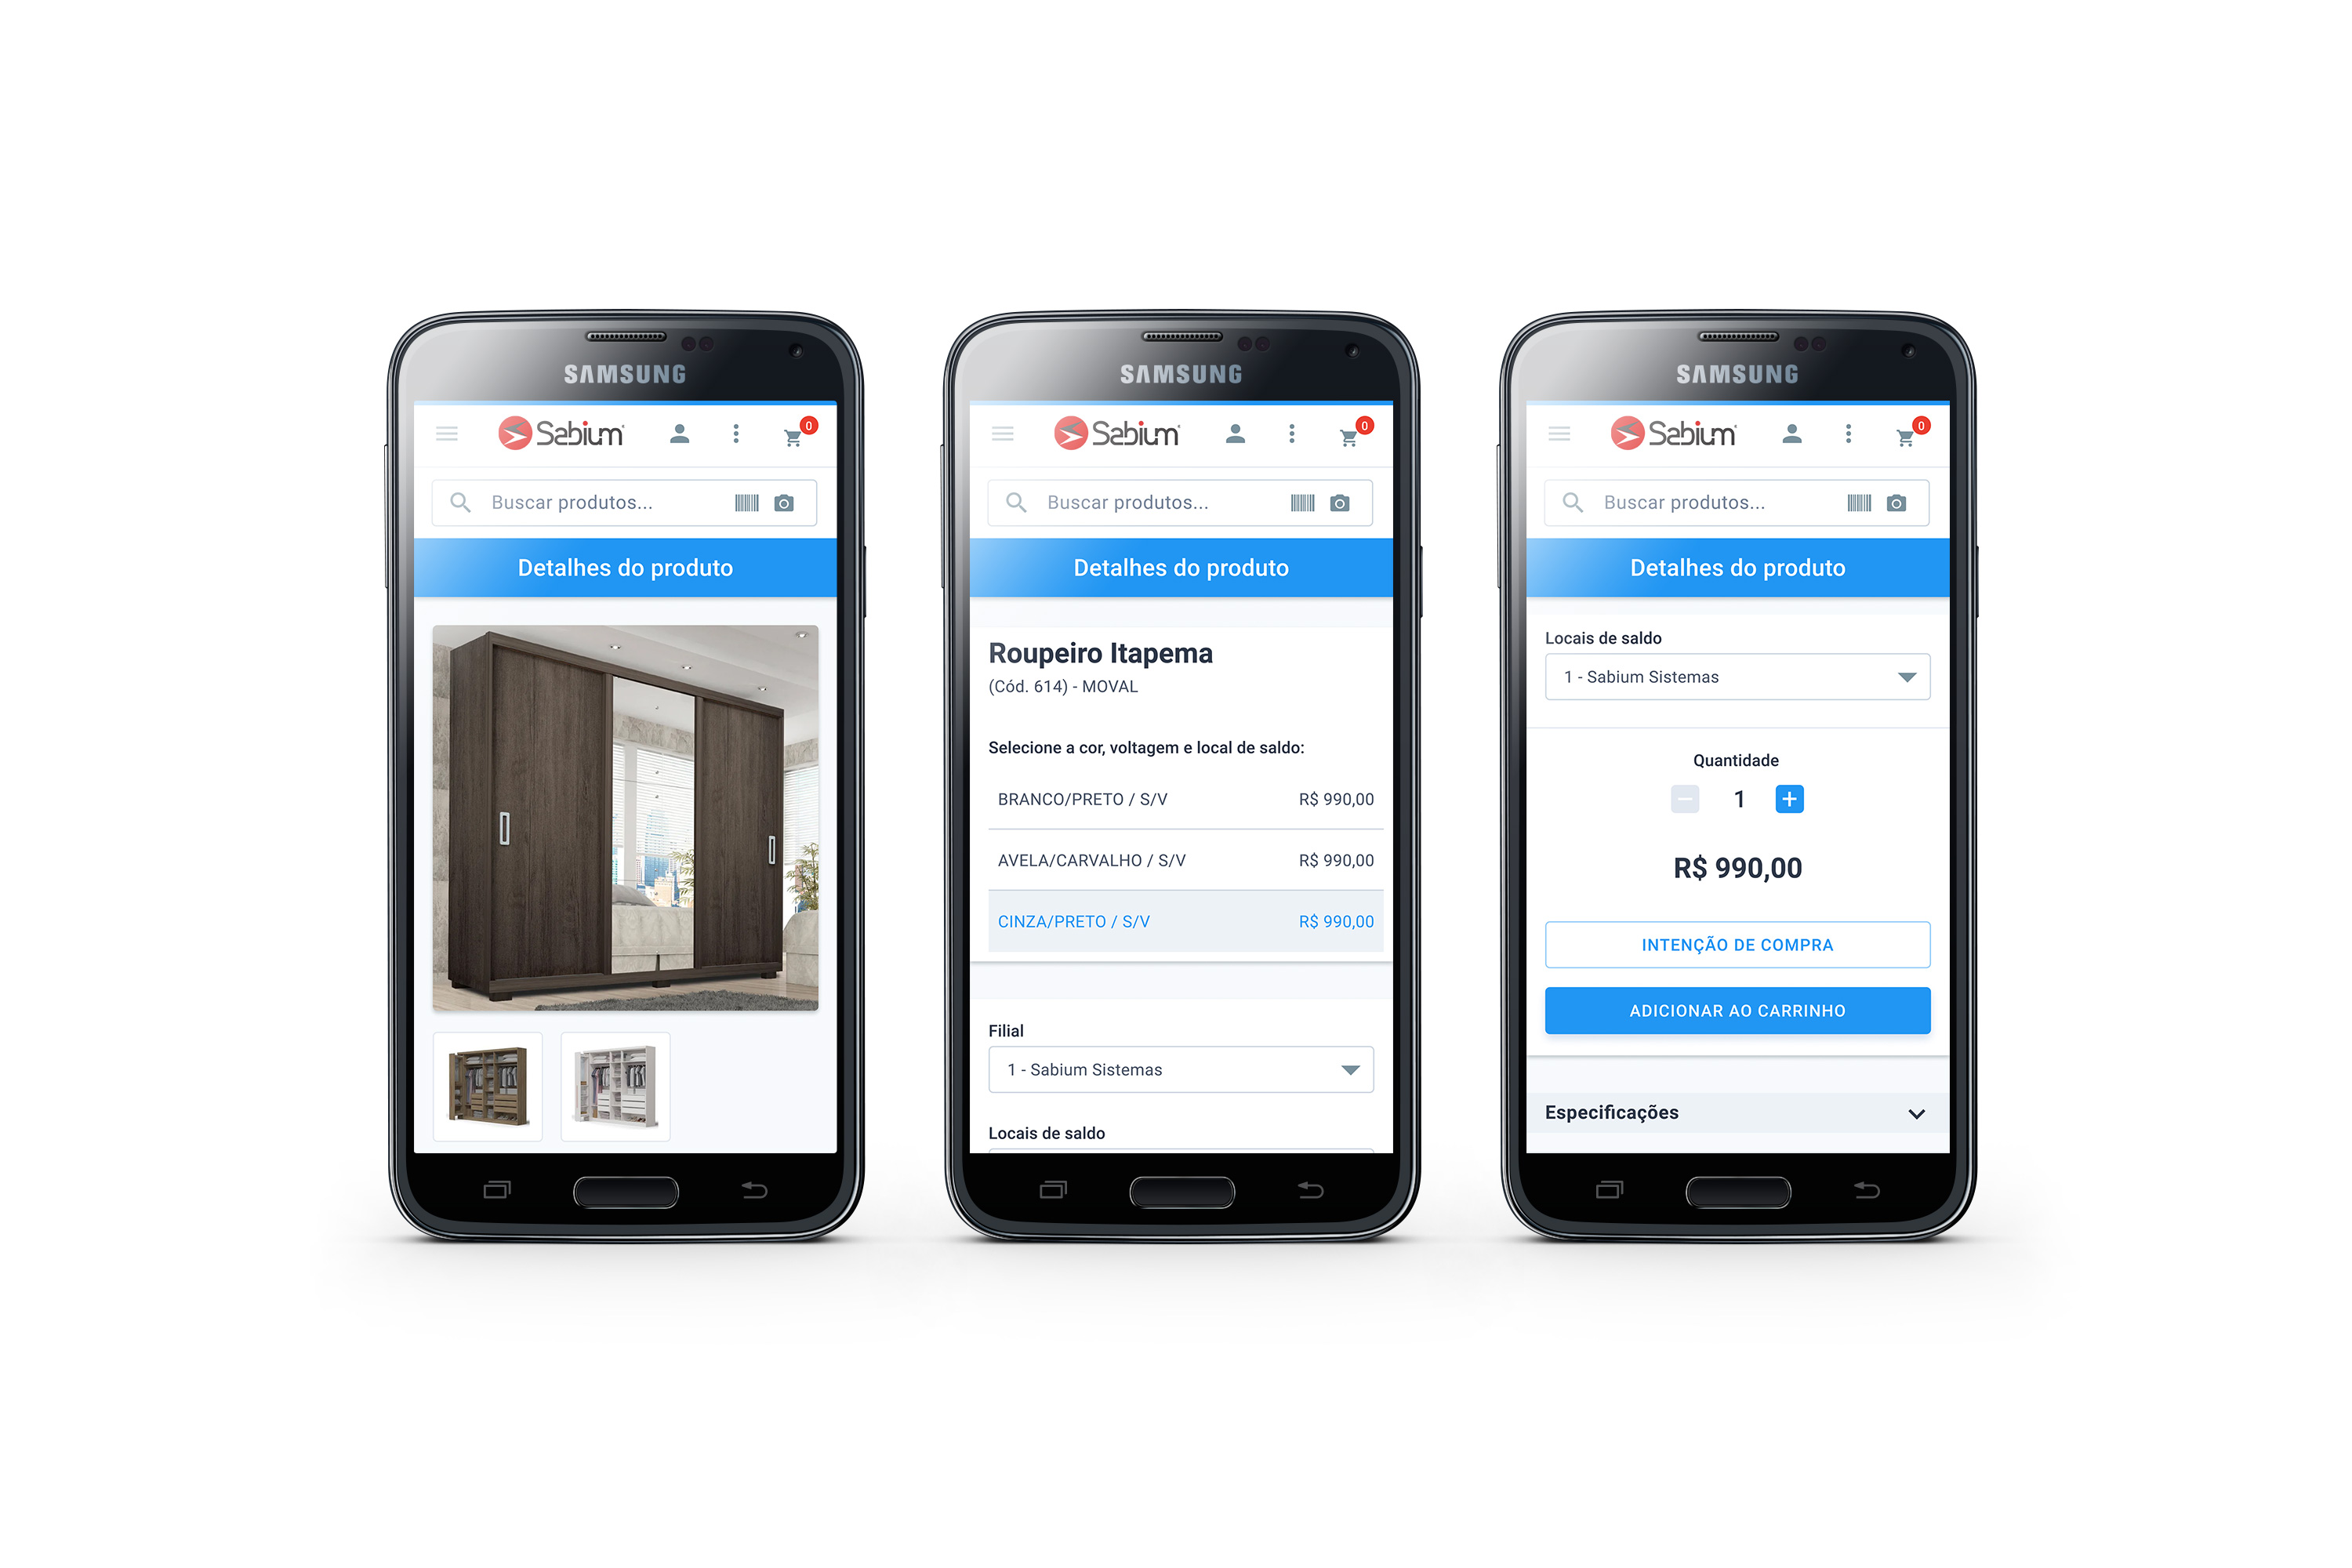 SAMSUNG
Sabium
0
Buscar produtos...
Detalhes do produto
SAMSUNG
Sabium
0
Buscar produtos...
Detalhes do produto
Roupeiro Itapema
(Cód. 614) - MOVAL
Selecione a cor, voltagem e local de saldo:
BRANCO/PRETO / S/V R$ 990,00
AVELA/CARVALHO / S/V R$ 990,00
CINZA/PRETO / S/V R$ 990,00
Filial
1 - Sabium Sistemas
Locais de saldo
SAMSUNG
Sabium
0
Buscar produtos...
Detalhes do produto
Locais de saldo
1 - Sabium Sistemas
Quantidade
1
R$ 990,00
INTENÇÃO DE COMPRA
ADICIONAR AO CARRINHO
Especificações